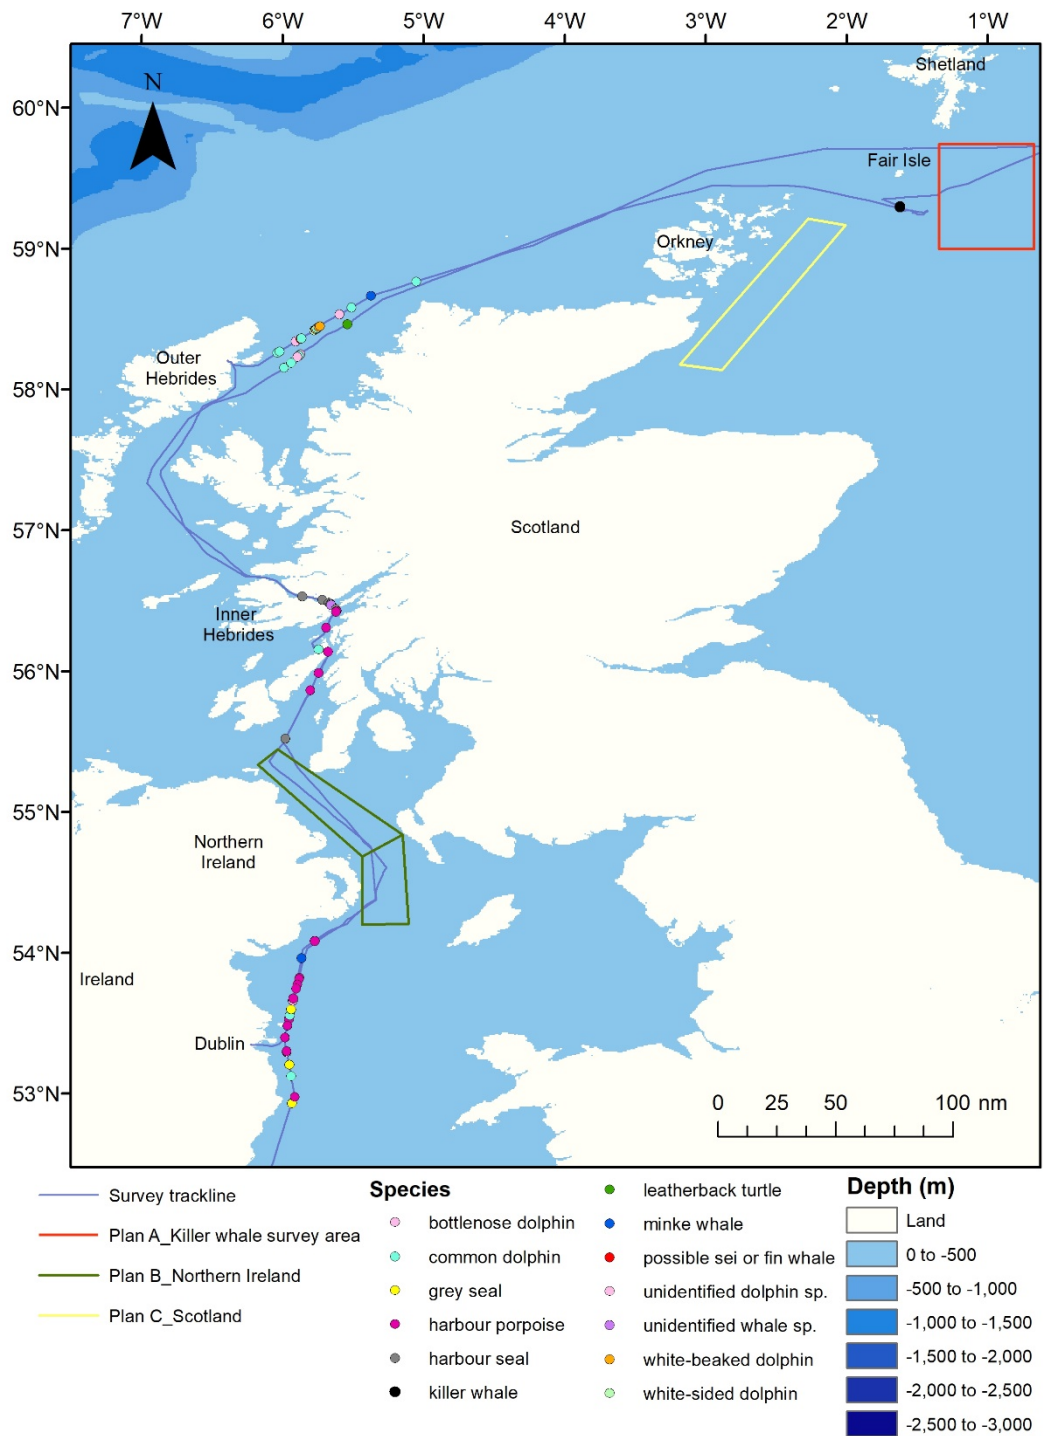 7°W 6°W 5°W 4°W 3°W 2°W 1°W
N
Shetland
60°N
Fair Isle
59°N
Orkney
Outer
Hebrides
58°N
57°N
Scotland
Inner
Hebrides
56°N
55°N
Northern
Ireland
54°N
Ireland
Dublin
53°N
0 25 50 100 nm
Survey trackline
Plan A_Killer whale survey area
Plan B_Northern Ireland
Plan C_Scotland
Species
bottlenose dolphin
common dolphin
grey seal
harbour porpoise
harbour seal
killer whale
leatherback turtle
minke whale
possible sei or fin whale
unidentified dolphin sp.
unidentified whale sp.
white-beaked dolphin
white-sided dolphin
Depth (m)
Land
0 to -500
-500 to -1,000
-1,000 to -1,500
-1,500 to -2,000
-2,000 to -2,500
-2,500 to -3,000